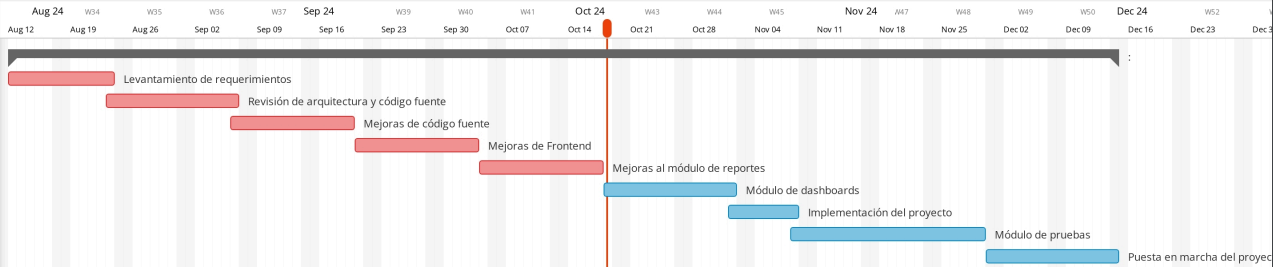 Aug 24 W34 W35 W36 W37 Sep 24 W39 W40 W41 Oct 24 W43 W44 W45 Nov 24 W47 W48 W49 W50 Dec 24 W52
Aug 12 Aug 19 Aug 26 Sep 02 Sep 09 Sep 16 Sep 23 Sep 30 Oct 07 Oct 14 Oct 21 Oct 28 Nov 04 Nov 11 Nov 18 Nov 25 Dec 02 Dec 09 Dec 16 Dec 23 Dec 3
:
Levantamiento de requerimientos
Revisión de arquitectura y código fuente
Mejoras de código fuente
Mejoras de Frontend
Mejoras al módulo de reportes
Módulo de dashboards
Implementación del proyecto
Módulo de pruebas
Puesta en marcha del proyec